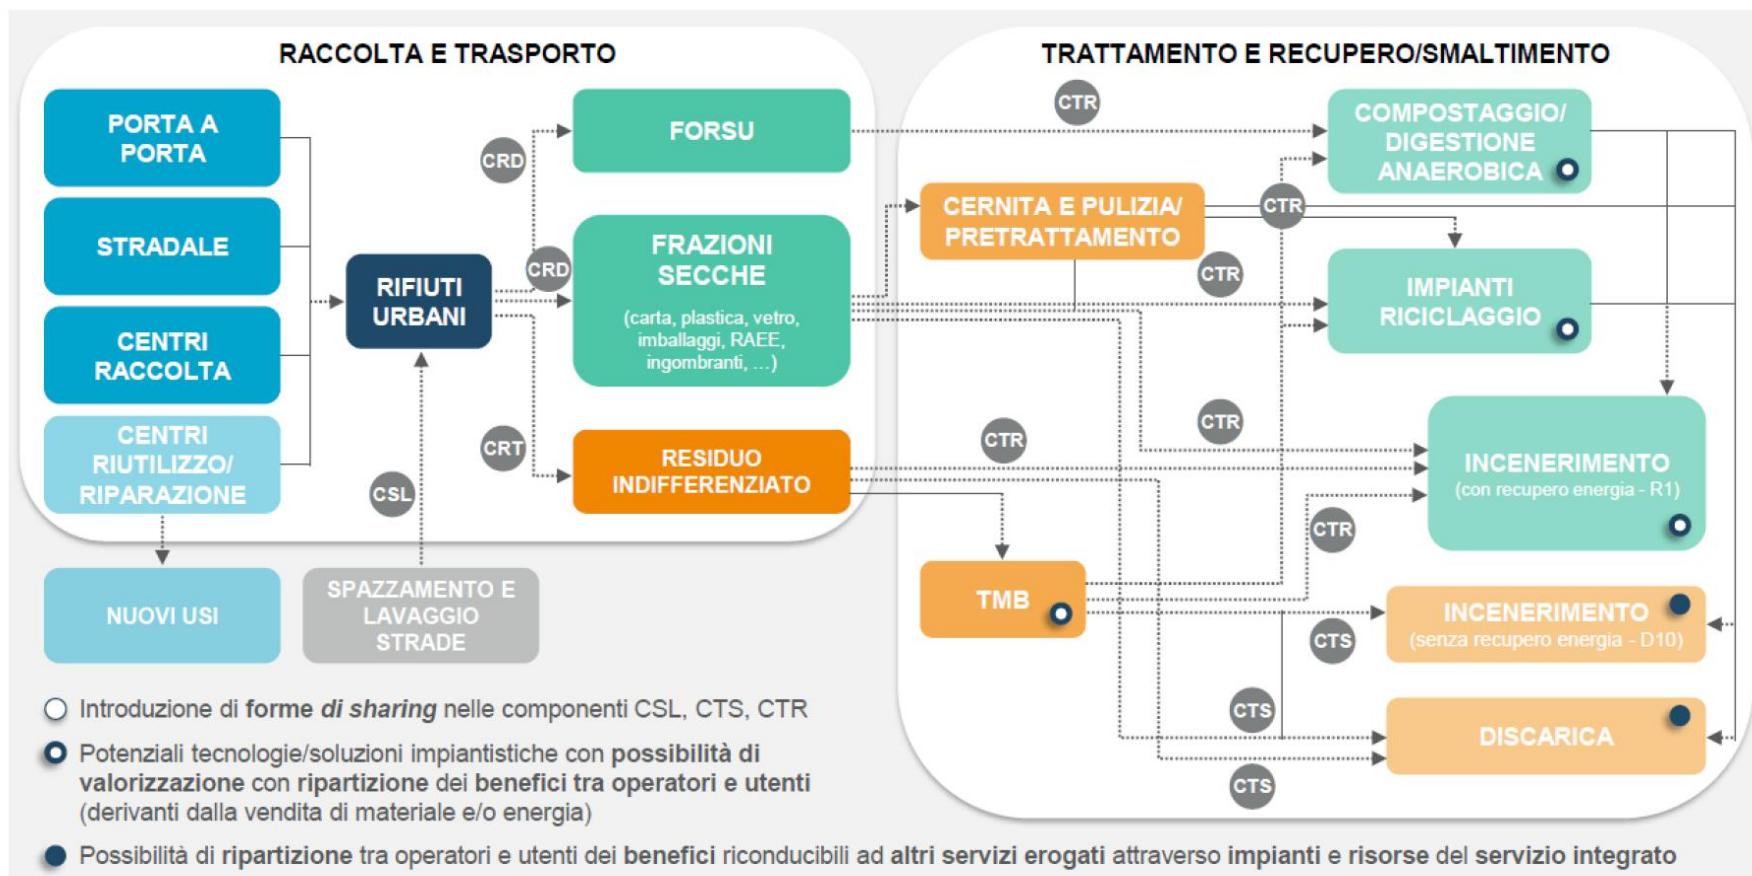 RACCOLTA E TRASPORTO
PORTA A
PORTA
STRADALE
CENTRI
RACCOLTA
CENTRI
RIUTILIZZO/
RIPARAZIONE
NUOVI USI
SPAZZAMENTO E
LAVAGGIO
STRADE
CSL
RIFIUTI
URBANI
CRD
CRD
CRT
FORSU
FRAZIONI
SECCHE
(carta, plastica, vetro,
imballaggi, RAEE,
ingombranti, …)
RESIDUO
INDIFFERENZIATO
TRATTAMENTO E RECUPERO/SMALTIMENTO
CTR
CERNITA E PULIZIA/
PRETRATTAMENTO
CTR
CTR
CTR
CTR
CTR
TMB
CTS
CTS
CTS
COMPOSTAGGIO/
DIGESTIONE
ANAEROBICA
IMPIANTI
RICICLAGGIO
INCENERIMENTO
(con recupero energia - R1)
INCENERIMENTO
(senza recupero energia - D10)
DISCARICA
Introduzione di forme di sharing nelle componenti CSL, CTS, CTR
Potenziali tecnologie/soluzioni impiantistiche con possibilità di
valorizzazione con ripartizione dei benefici tra operatori e utenti
(derivanti dalla vendita di materiale e/o energia)
Possibilità di ripartizione tra operatori e utenti dei benefici riconducibili ad altri servizi erogati attraverso impianti e risorse del servizio integrato